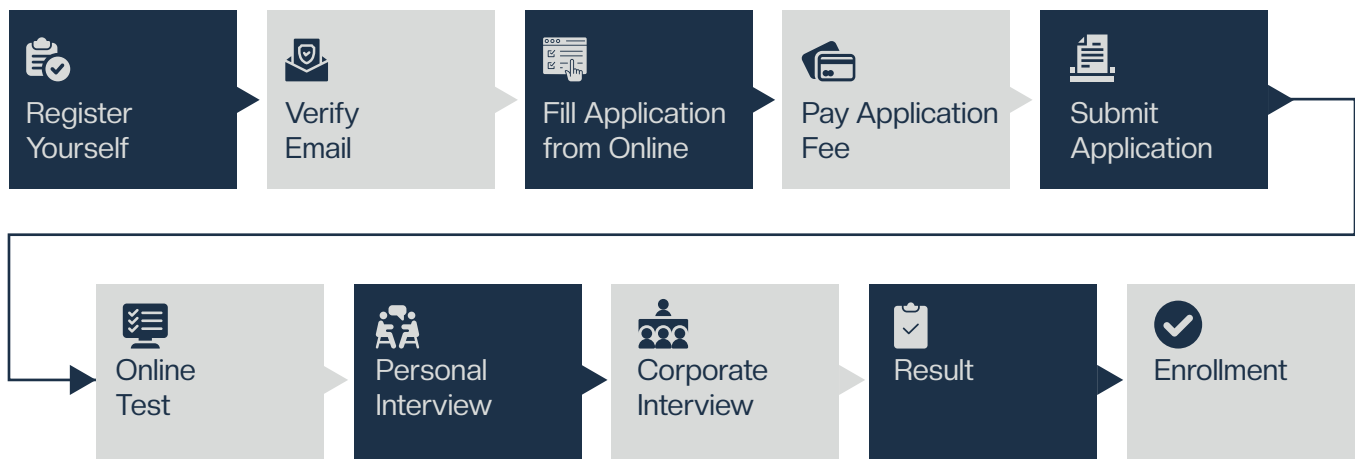 Register
Yourself
Verify
Email
Fill Application
from Online
Pay Application
Fee
Submit
Application
Online
Test
Personal
Interview
Corporate
Interview
Result
Enrollment